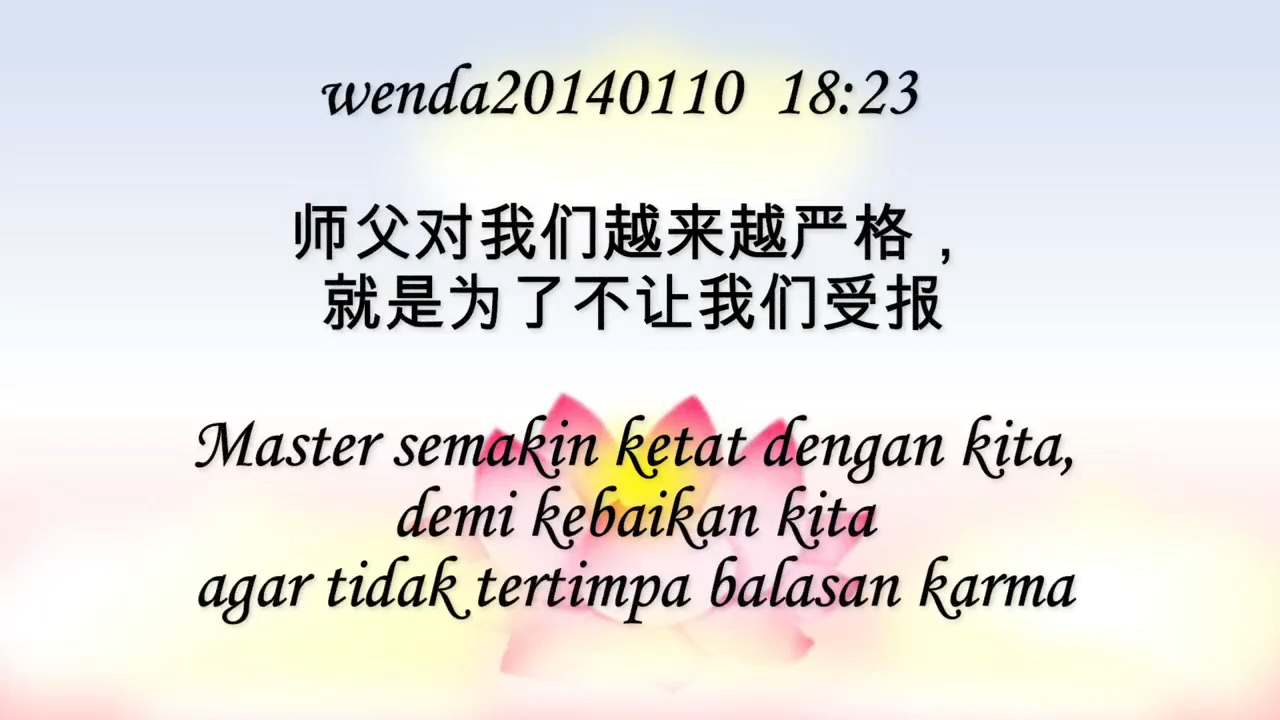 wenda20140110 18:23
师父对我们越来越严格，
就是为了不让我们受报
Master semakin ketat dengan kita,
demi kebaikan kita
agar tidak tertimpa balasan karma